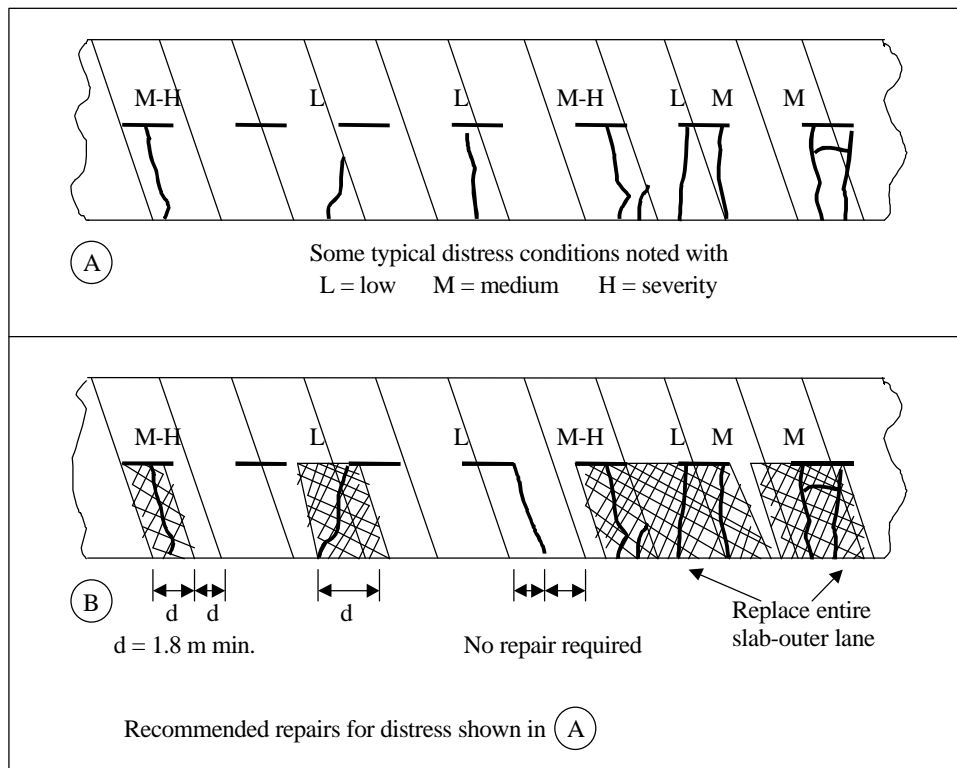 M-H L L M-H L M M
A
Some typical distress conditions noted with
L = low M = medium H = severity
M-H L L M-H L M M
B
d d d
d = 1.8 m min.
No repair required
Replace entire
slab-outer lane
Recommended repairs for distress shown in A